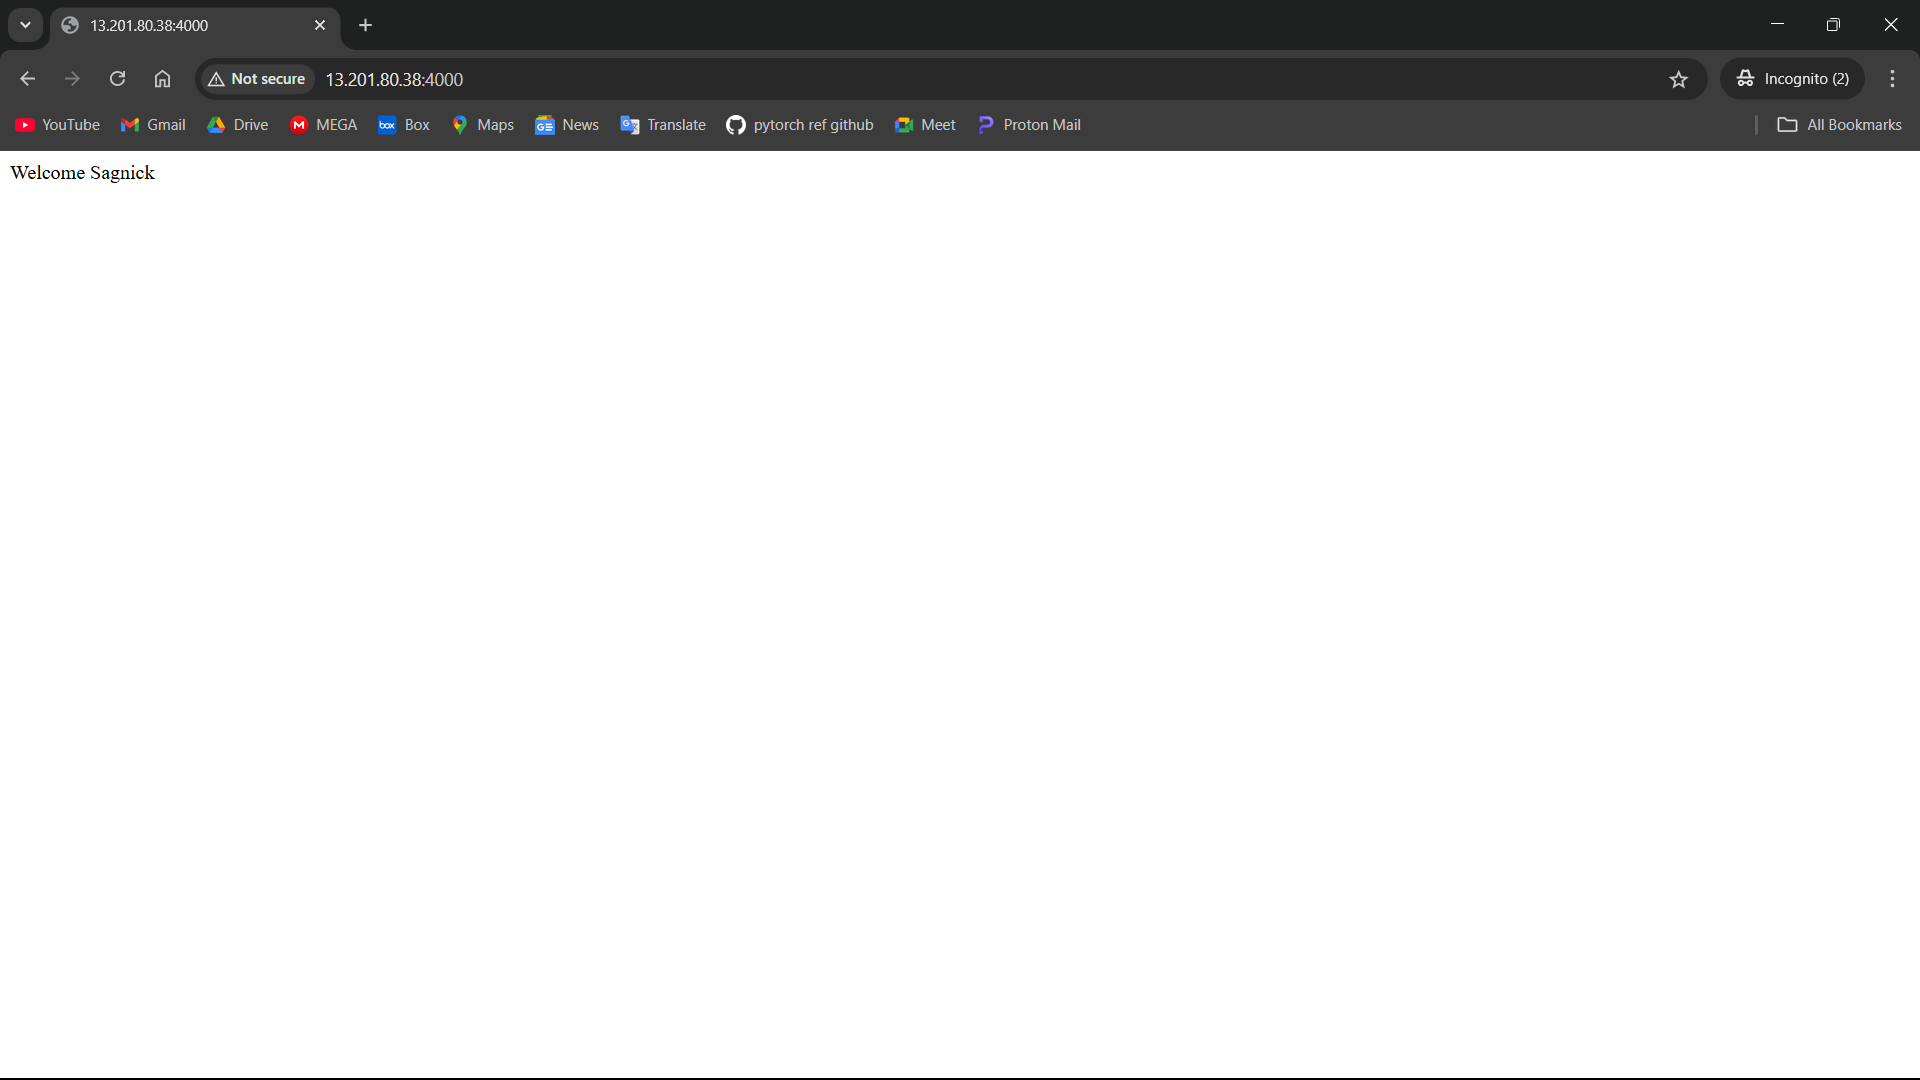 13.201.80.38:4000
Not secure 13.201.80.38:4000 Incognito (2)
YouTube Gmail Drive MEGA box Box Maps News Translate pytorch ref github Meet Proton Mail All Bookmarks
Welcome Sagnick